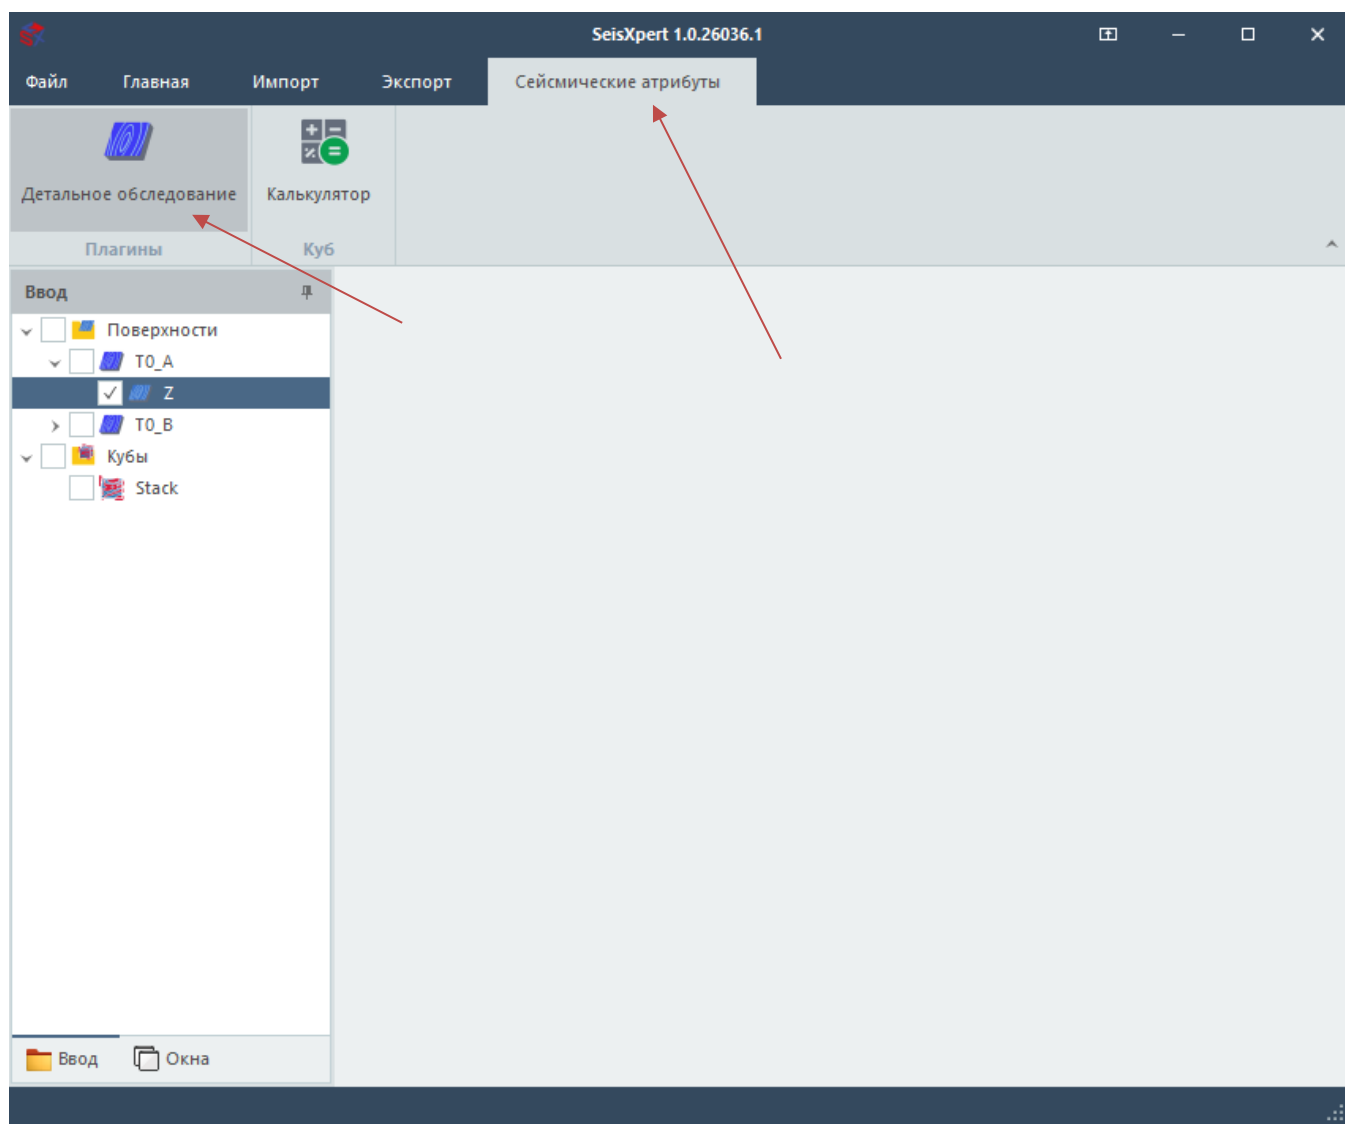 SeisXpert 1.0.26036.1
Файл Главная Импорт Экспорт Сейсмические атрибуты
Детальное обследование Калькулятор
Плагины Куб
Ввод
Поверхности
T0_A
Z
T0_B
Кубы
Stack
Ввод Окна